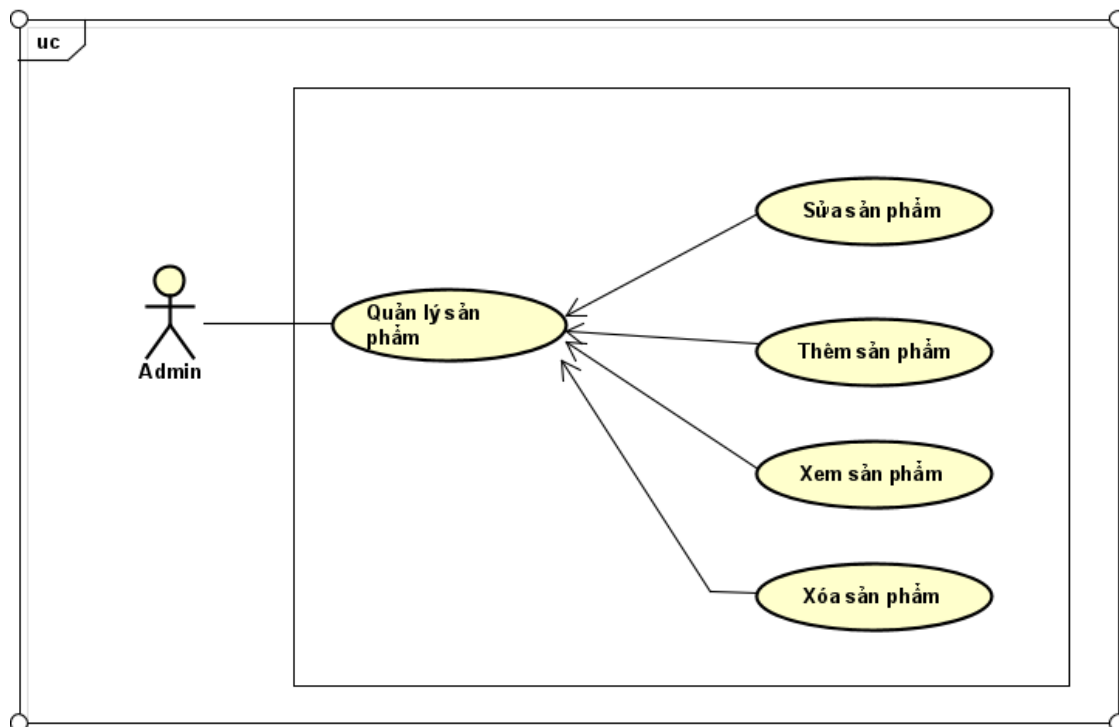 uc
Sửa sản phẩm
Quản lý sản
phẩm
Thêm sản phẩm
Admin
Xem sản phẩm
Xóa sản phẩm